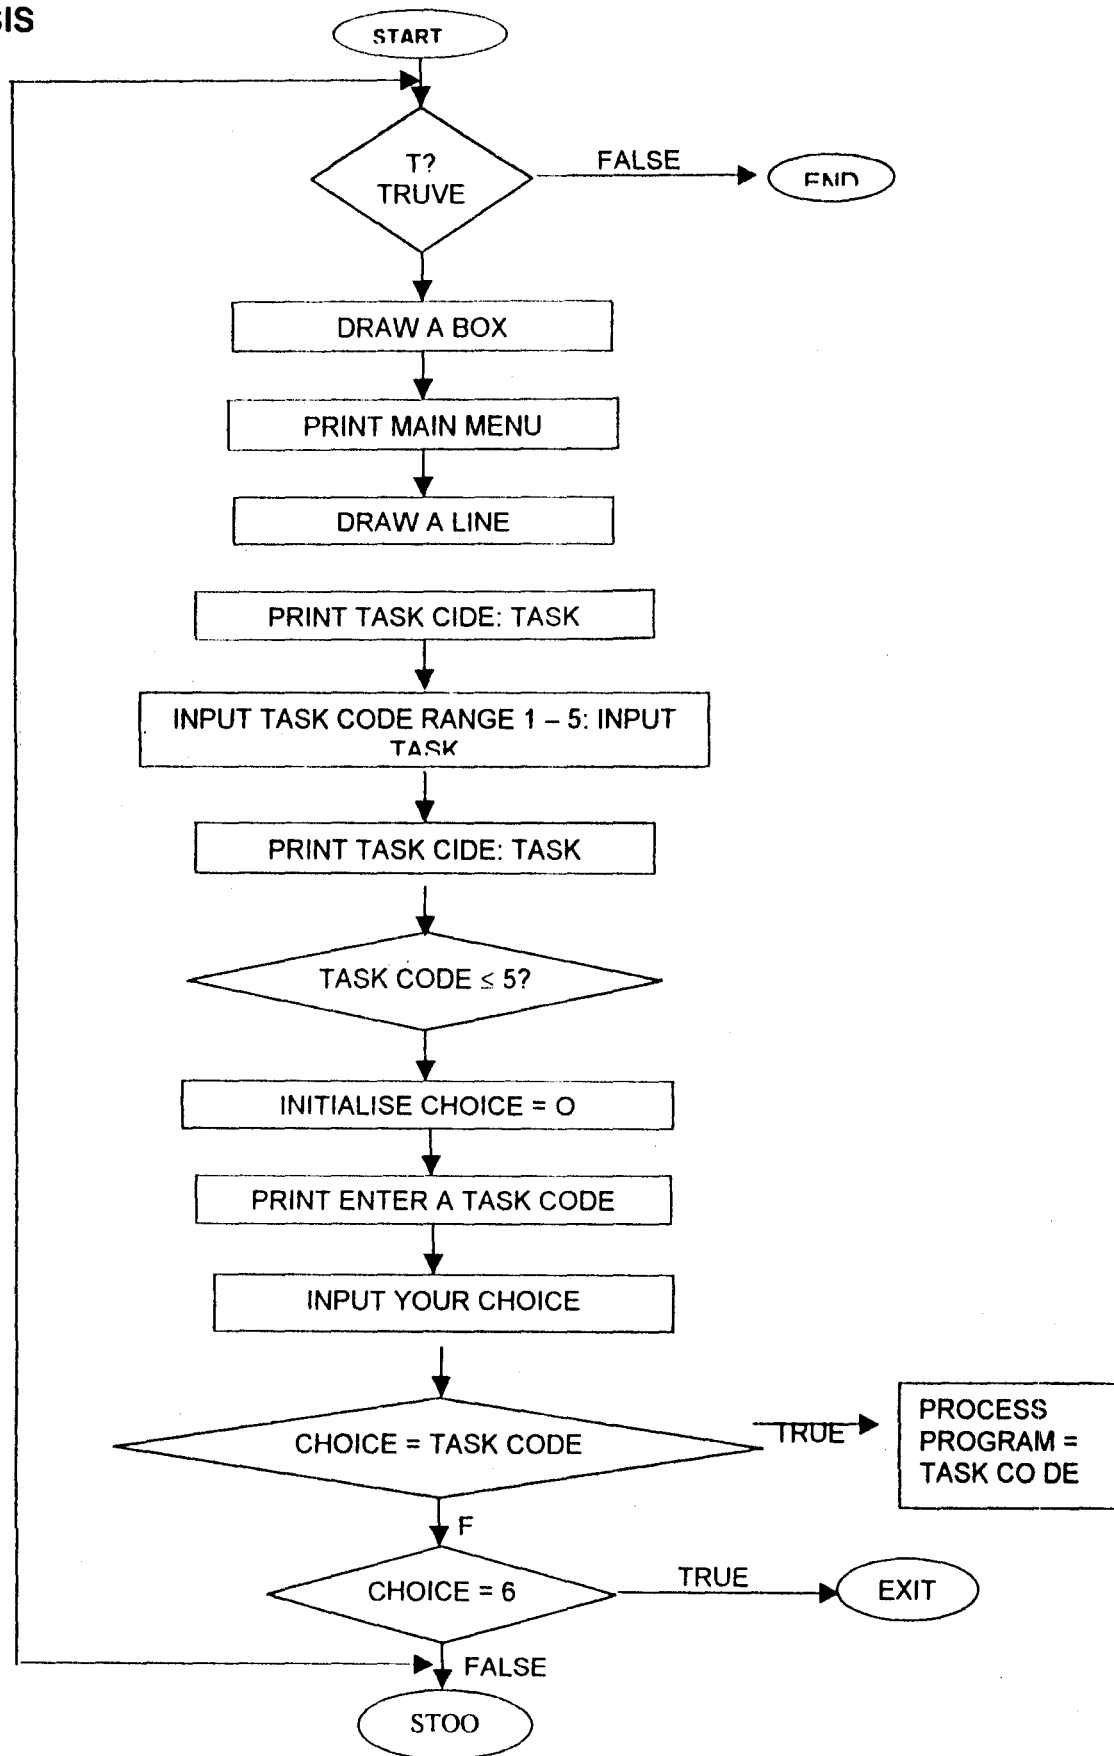 SIS
START
T?
TRUVE
FALSE
END
DRAW A BOX
PRINT MAIN MENU
DRAW A LINE
PRINT TASK CIDE: TASK
INPUT TASK CODE RANGE 1 – 5: INPUT
TASK
PRINT TASK CIDE: TASK
TASK CODE ≤ 5?
INITIALISE CHOICE = O
PRINT ENTER A TASK CODE
INPUT YOUR CHOICE
CHOICE = TASK CODE
TRUE
PROCESS
PROGRAM =
TASK CO DE
F
CHOICE = 6
TRUE
EXIT
FALSE
STOO